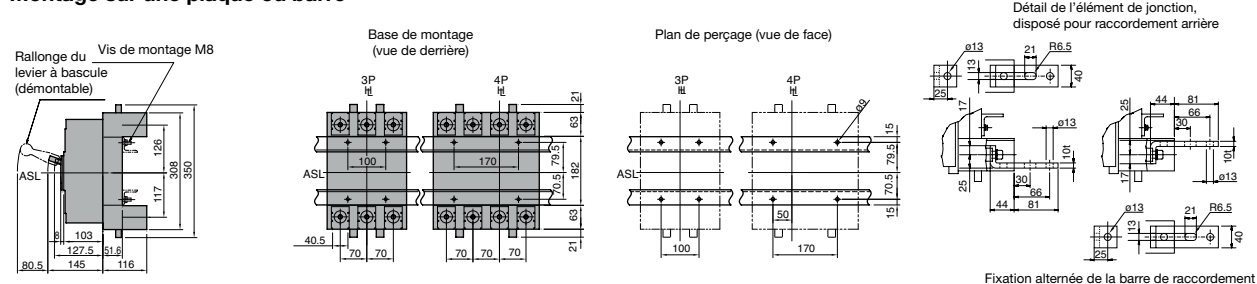 montage sur une plaque ou barre
Rallonge du
levier à bascule
(démontable)
Vis de montage M8
ASL
126
117
308
350
8
103
127.5
51.6
80.5
145
116
Base de montage
(vue de derrière)
3P
4P
21
63
100
170
79.5
182
ASL
70.5
63
40.5
21
70
70
70
70
70
Plan de perçage (vue de face)
3P
4P
ø9
15
79.5
ASL
70.5
50
15
100
170
Détail de l'élément de jonction,
disposé pour raccordement arrière
ø13
21
R6.5
13
40
25
17
44
81
25
66
30
ø13
10t
25
30
66
44
81
10t
17
ø13
ø13
21
R6.5
13
40
25
Fixation alternée de la barre de raccordement